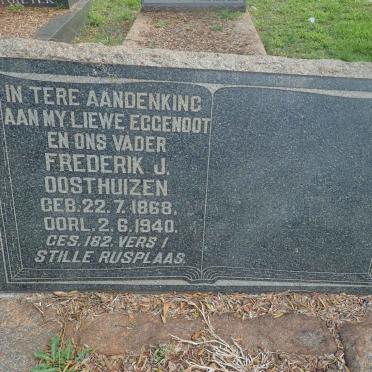 IN TERE AANDENKING
AAN MY LIEWE EGGENOOT
EN ONS VADER
FREDERIK J.
OOSTHUIZEN
GEB. 22.7.1868.
OORL. 2.6.1940.
GES. 182. VERS 1
STILLE RUSPLAAS.